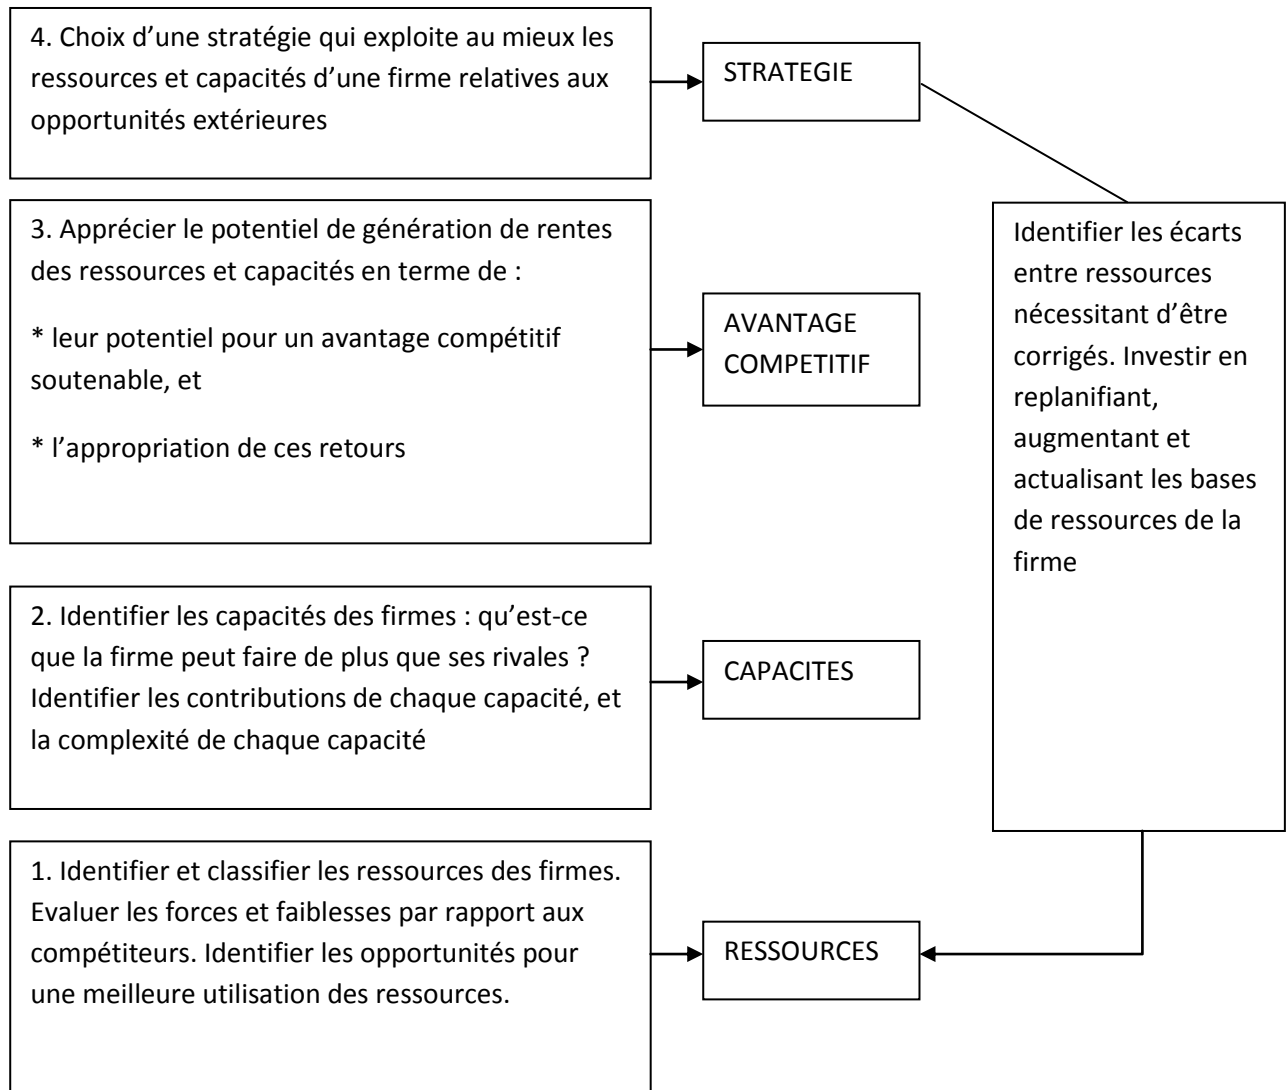 4. Choix d’une stratégie qui exploite au mieux les
ressources et capacités d’une firme relatives aux
opportunités extérieures
STRATEGIE
3. Apprécier le potentiel de génération de rentes
des ressources et capacités en terme de :
* leur potentiel pour un avantage compétitif
soutenable, et
* l’appropriation de ces retours
AVANTAGE
COMPETITIF
Identifier les écarts
entre ressources
nécessitant d’être
corrigés. Investir en
replanifiant,
augmentant et
actualisant les bases
de ressources de la
firme
2. Identifier les capacités des firmes : qu’est-ce
que la firme peut faire de plus que ses rivales ?
Identifier les contributions de chaque capacité, et
la complexité de chaque capacité
CAPACITES
1. Identifier et classifier les ressources des firmes.
Evaluer les forces et faiblesses par rapport aux
compétiteurs. Identifier les opportunités pour
une meilleure utilisation des ressources.
RESSOURCES